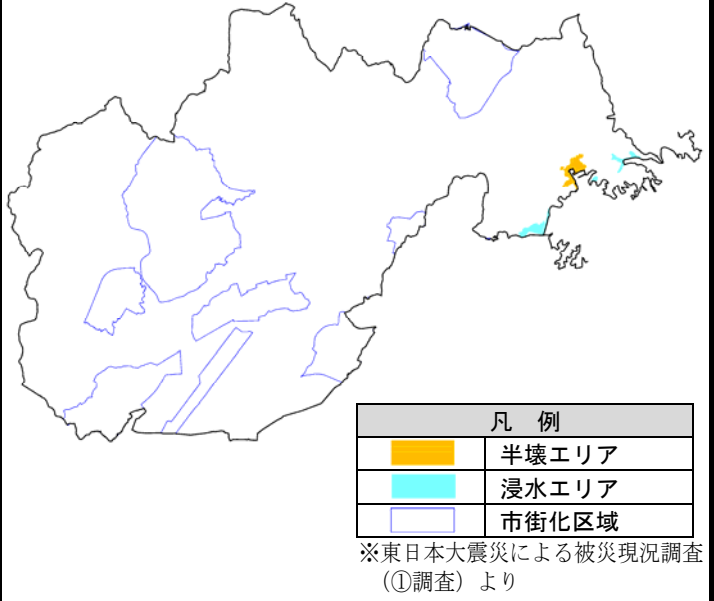 凡 例
半壊エリア
浸水エリア
市街化区域
※東日本大震災による被災現況調査
（①調査）より